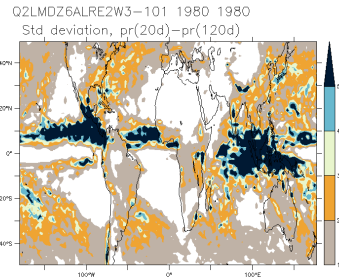 Q2LMDZ6ALRE2W3-101 1980 1980
Std deviation, pr(20d)-pr(120d)
40°N
20°N
0°
20°S
40°S
100°W 0° 100°E
5
4
3
2
1